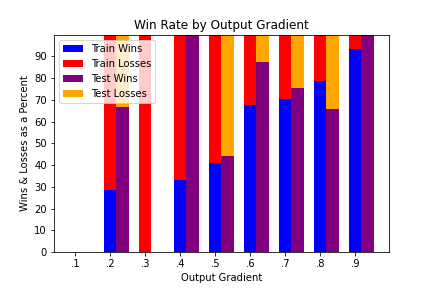 Win Rate by Output Gradient
Train Wins
Train Losses
Test Wins
Test Losses
Wins & Losses as a Percent
90
80
70
60
50
40
30
20
10
0
.1 .2 .3 .4 .5 .6 .7 .8 .9
Output Gradient